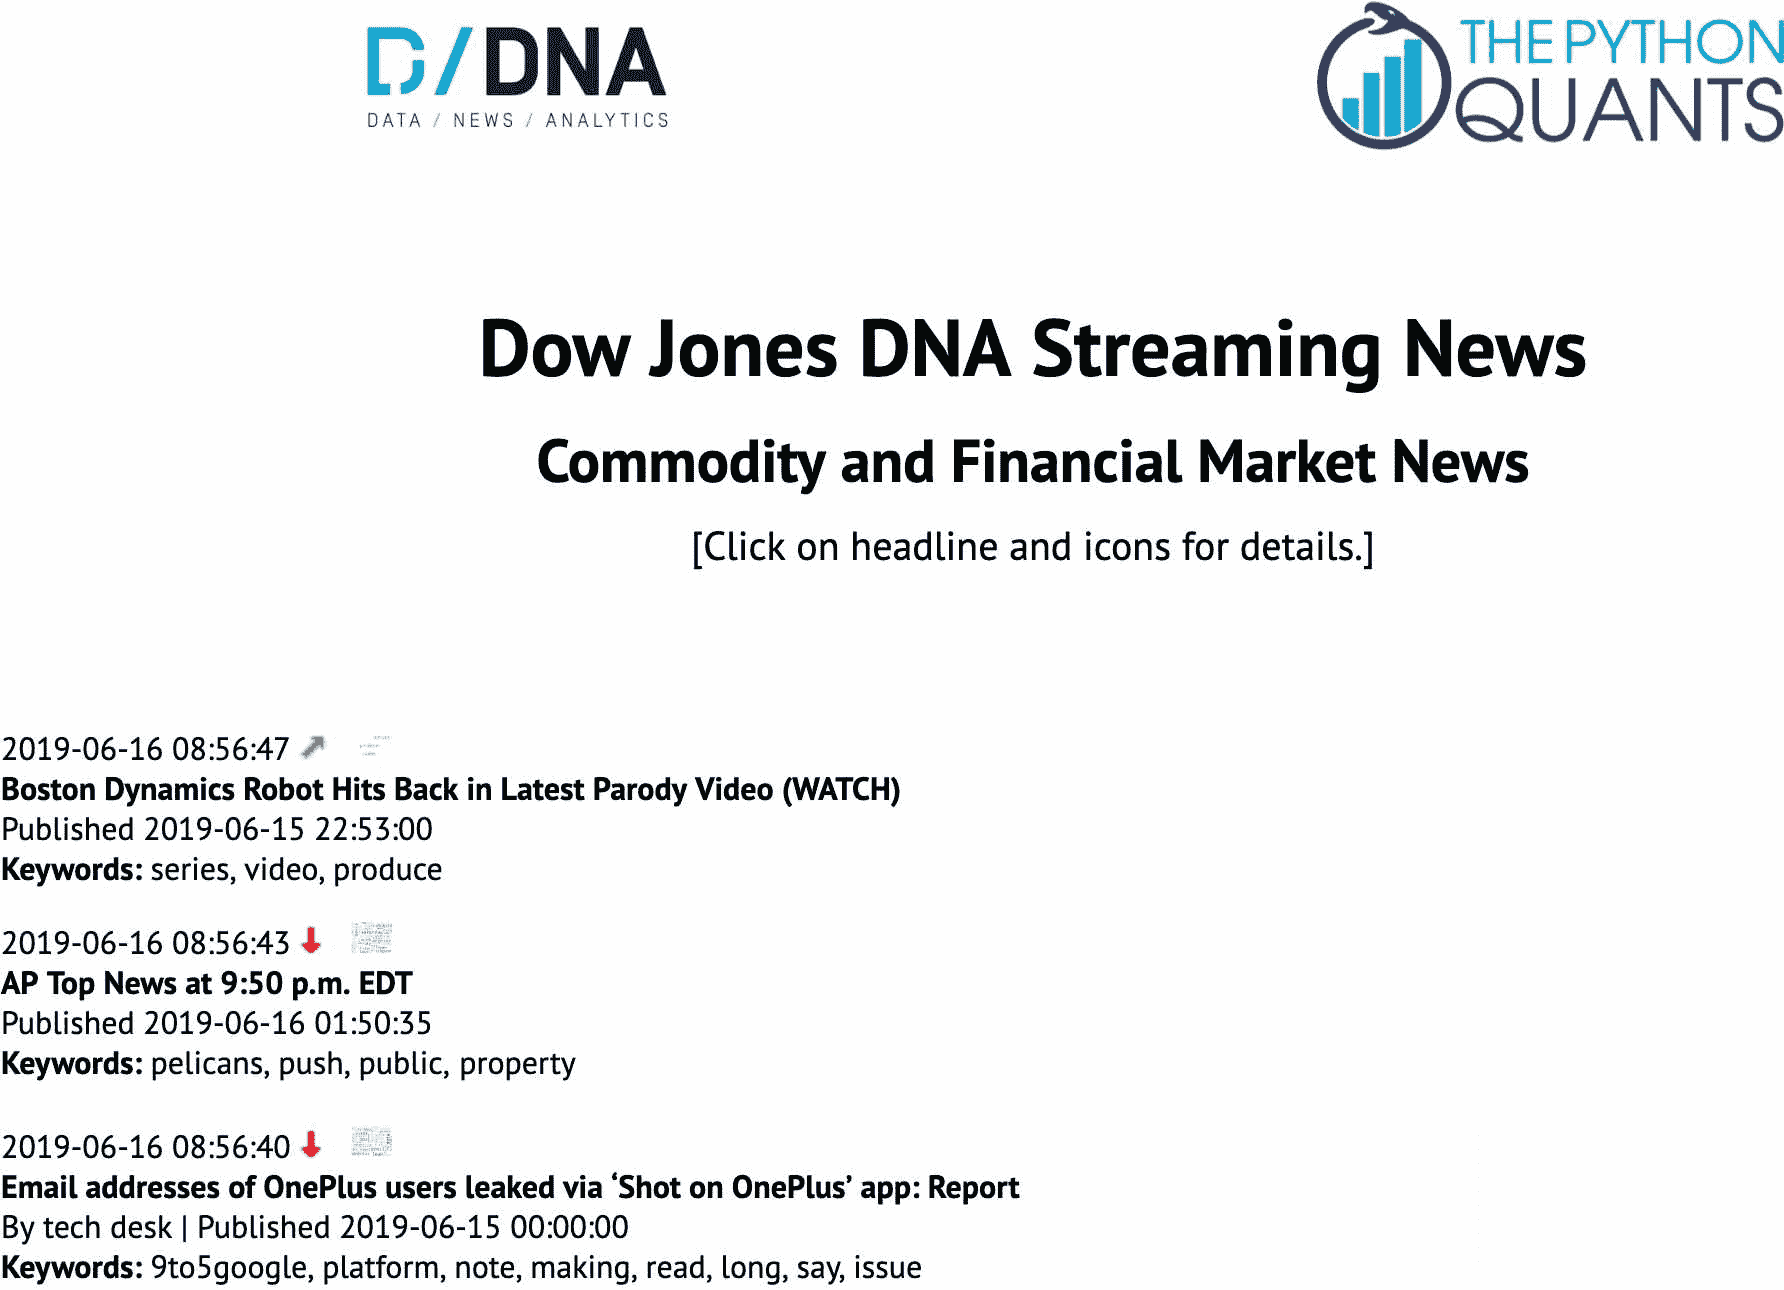 D/DNA
DATA / NEWS / ANALYTICS
THE PYTHON
QUANTS
Dow Jones DNA Streaming News
Commodity and Financial Market News
[Click on headline and icons for details.]
2019-06-16 08:56:47
Boston Dynamics Robot Hits Back in Latest Parody Video (WATCH)
Published 2019-06-15 22:53:00
Keywords: series, video, produce
2019-06-16 08:56:43
AP Top News at 9:50 p.m. EDT
Published 2019-06-16 01:50:35
Keywords: pelicans, push, public, property
2019-06-16 08:56:40
Email addresses of OnePlus users leaked via ‘Shot on OnePlus’ app: Report
By tech desk | Published 2019-06-15 00:00:00
Keywords: 9to5google, platform, note, making, read, long, say, issue